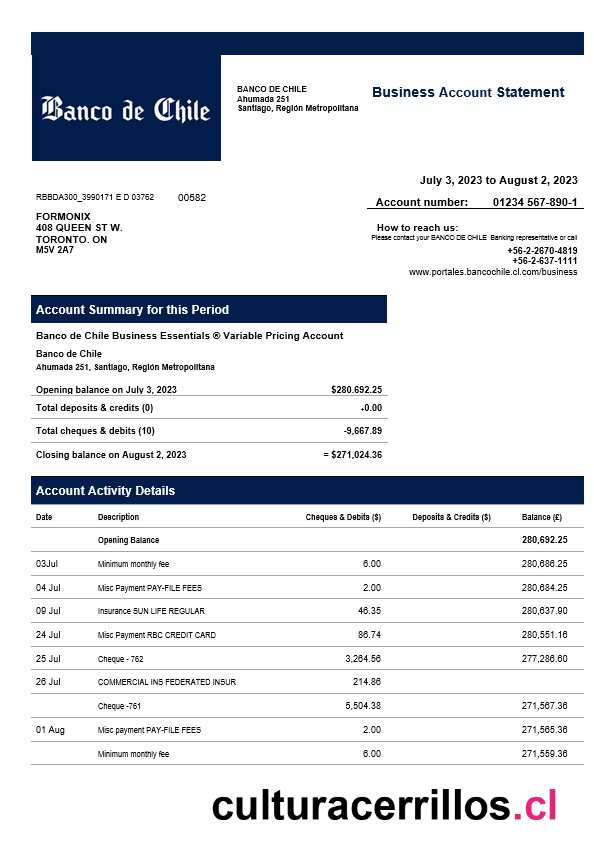 Banco de Chile
BANCO DE CHILE
Ahumada 251
Santiago, Región Metropolitana
Business Account Statement
July 3, 2023 to August 2, 2023
RBBDA300_3990171 E D 03762 00582
Account number: 01234 567-890-1
FORMONIX
408 QUEEN ST W.
TORONTO. ON
M5V 2A7
How to reach us:
Please contact your BANCO DE CHILE Banking representative or call
+56-2-2670-4819
+56-2-637-1111
www.portales.bancochile.cl.com/business
Account Summary for this Period
Banco de Chile Business Essentials ® Variable Pricing Account
Banco de Chile
Ahumada 251, Santiago, Región Metropolitana
Opening balance on July 3, 2023 $280.692.25
Total deposits & credits (0) +0.00
Total cheques & debits (10) -9,667.89
Closing balance on August 2, 2023 = $271,024.36
Account Activity Details
Date Description Cheques & Debits ($) Deposits & Credits ($) Balance (£)
Opening Balance 280,692.25
03Jul Minimum monthly fee 6.00 280,686.25
04 Jul Misc Payment PAY-FILE FEES 2.00 280,684.25
09 Jul Insurance SUN LIFE REGULAR 46.35 280,637.90
24 Jul Misc Payment RBC CREDIT CARD 86.74 280,551.16
25 Jul Cheque - 762 3,264.56 277,286.60
26 Jul COMMERCIAL INS FEDERATED INSUR 214.86
Cheque -761 5,504.38 271,567.36
01 Aug Misc payment PAY-FILE FEES 2.00 271,565.36
Minimum monthly fee 6.00 271,559.36
culturacerrillos.cl